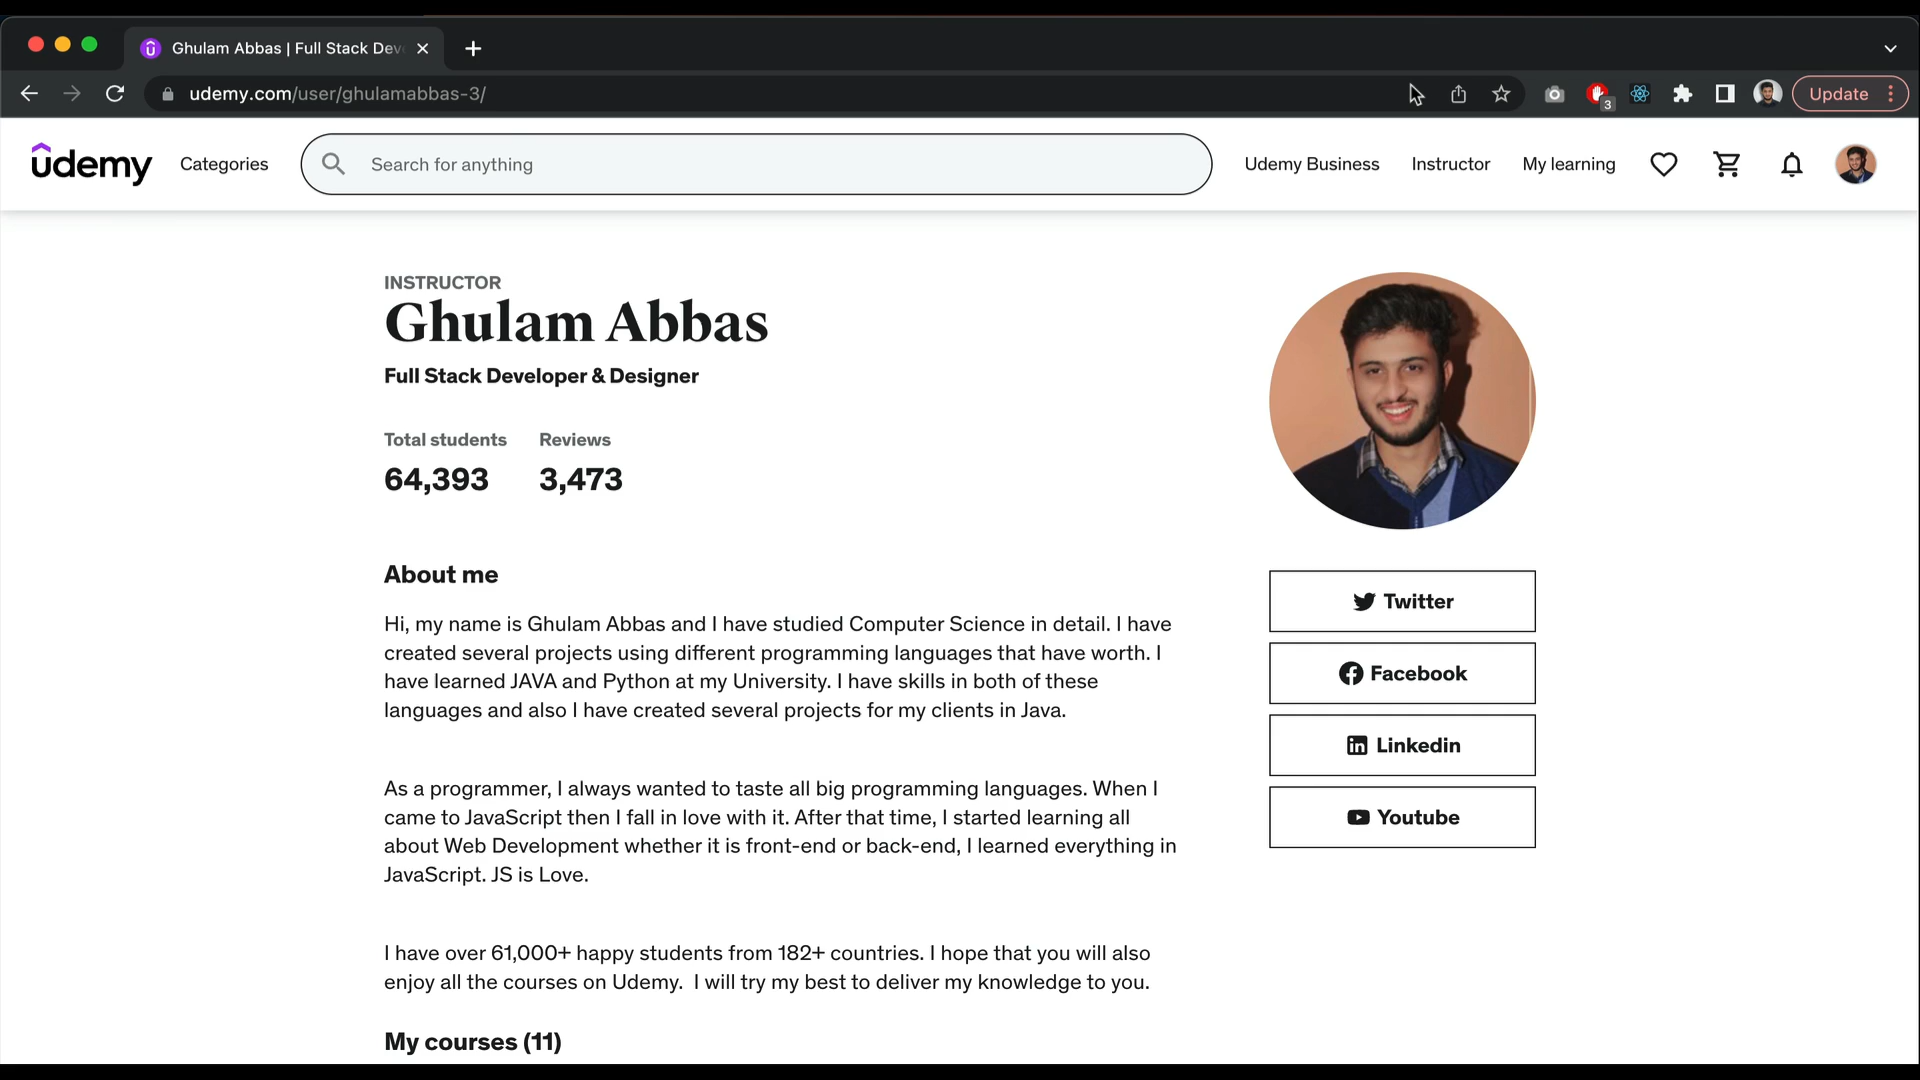 Ghulam Abbas | Full Stack Dev
udemy.com/user/ghulamabbas-3/
3
Update
udemy
Categories
Search for anything
Udemy Business
Instructor
My learning
INSTRUCTOR
Ghulam Abbas
Full Stack Developer & Designer
Total students Reviews
64,393 3,473
About me
Hi, my name is Ghulam Abbas and I have studied Computer Science in detail. I have
created several projects using different programming languages that have worth. I
have learned JAVA and Python at my University. I have skills in both of these
languages and also I have created several projects for my clients in Java.
As a programmer, I always wanted to taste all big programming languages. When I
came to JavaScript then I fall in love with it. After that time, I started learning all
about Web Development whether it is front-end or back-end, I learned everything in
JavaScript. JS is Love.
I have over 61,000+ happy students from 182+ countries. I hope that you will also
enjoy all the courses on Udemy.  I will try my best to deliver my knowledge to you.
My courses (11)
Twitter
Facebook
Linkedin
Youtube